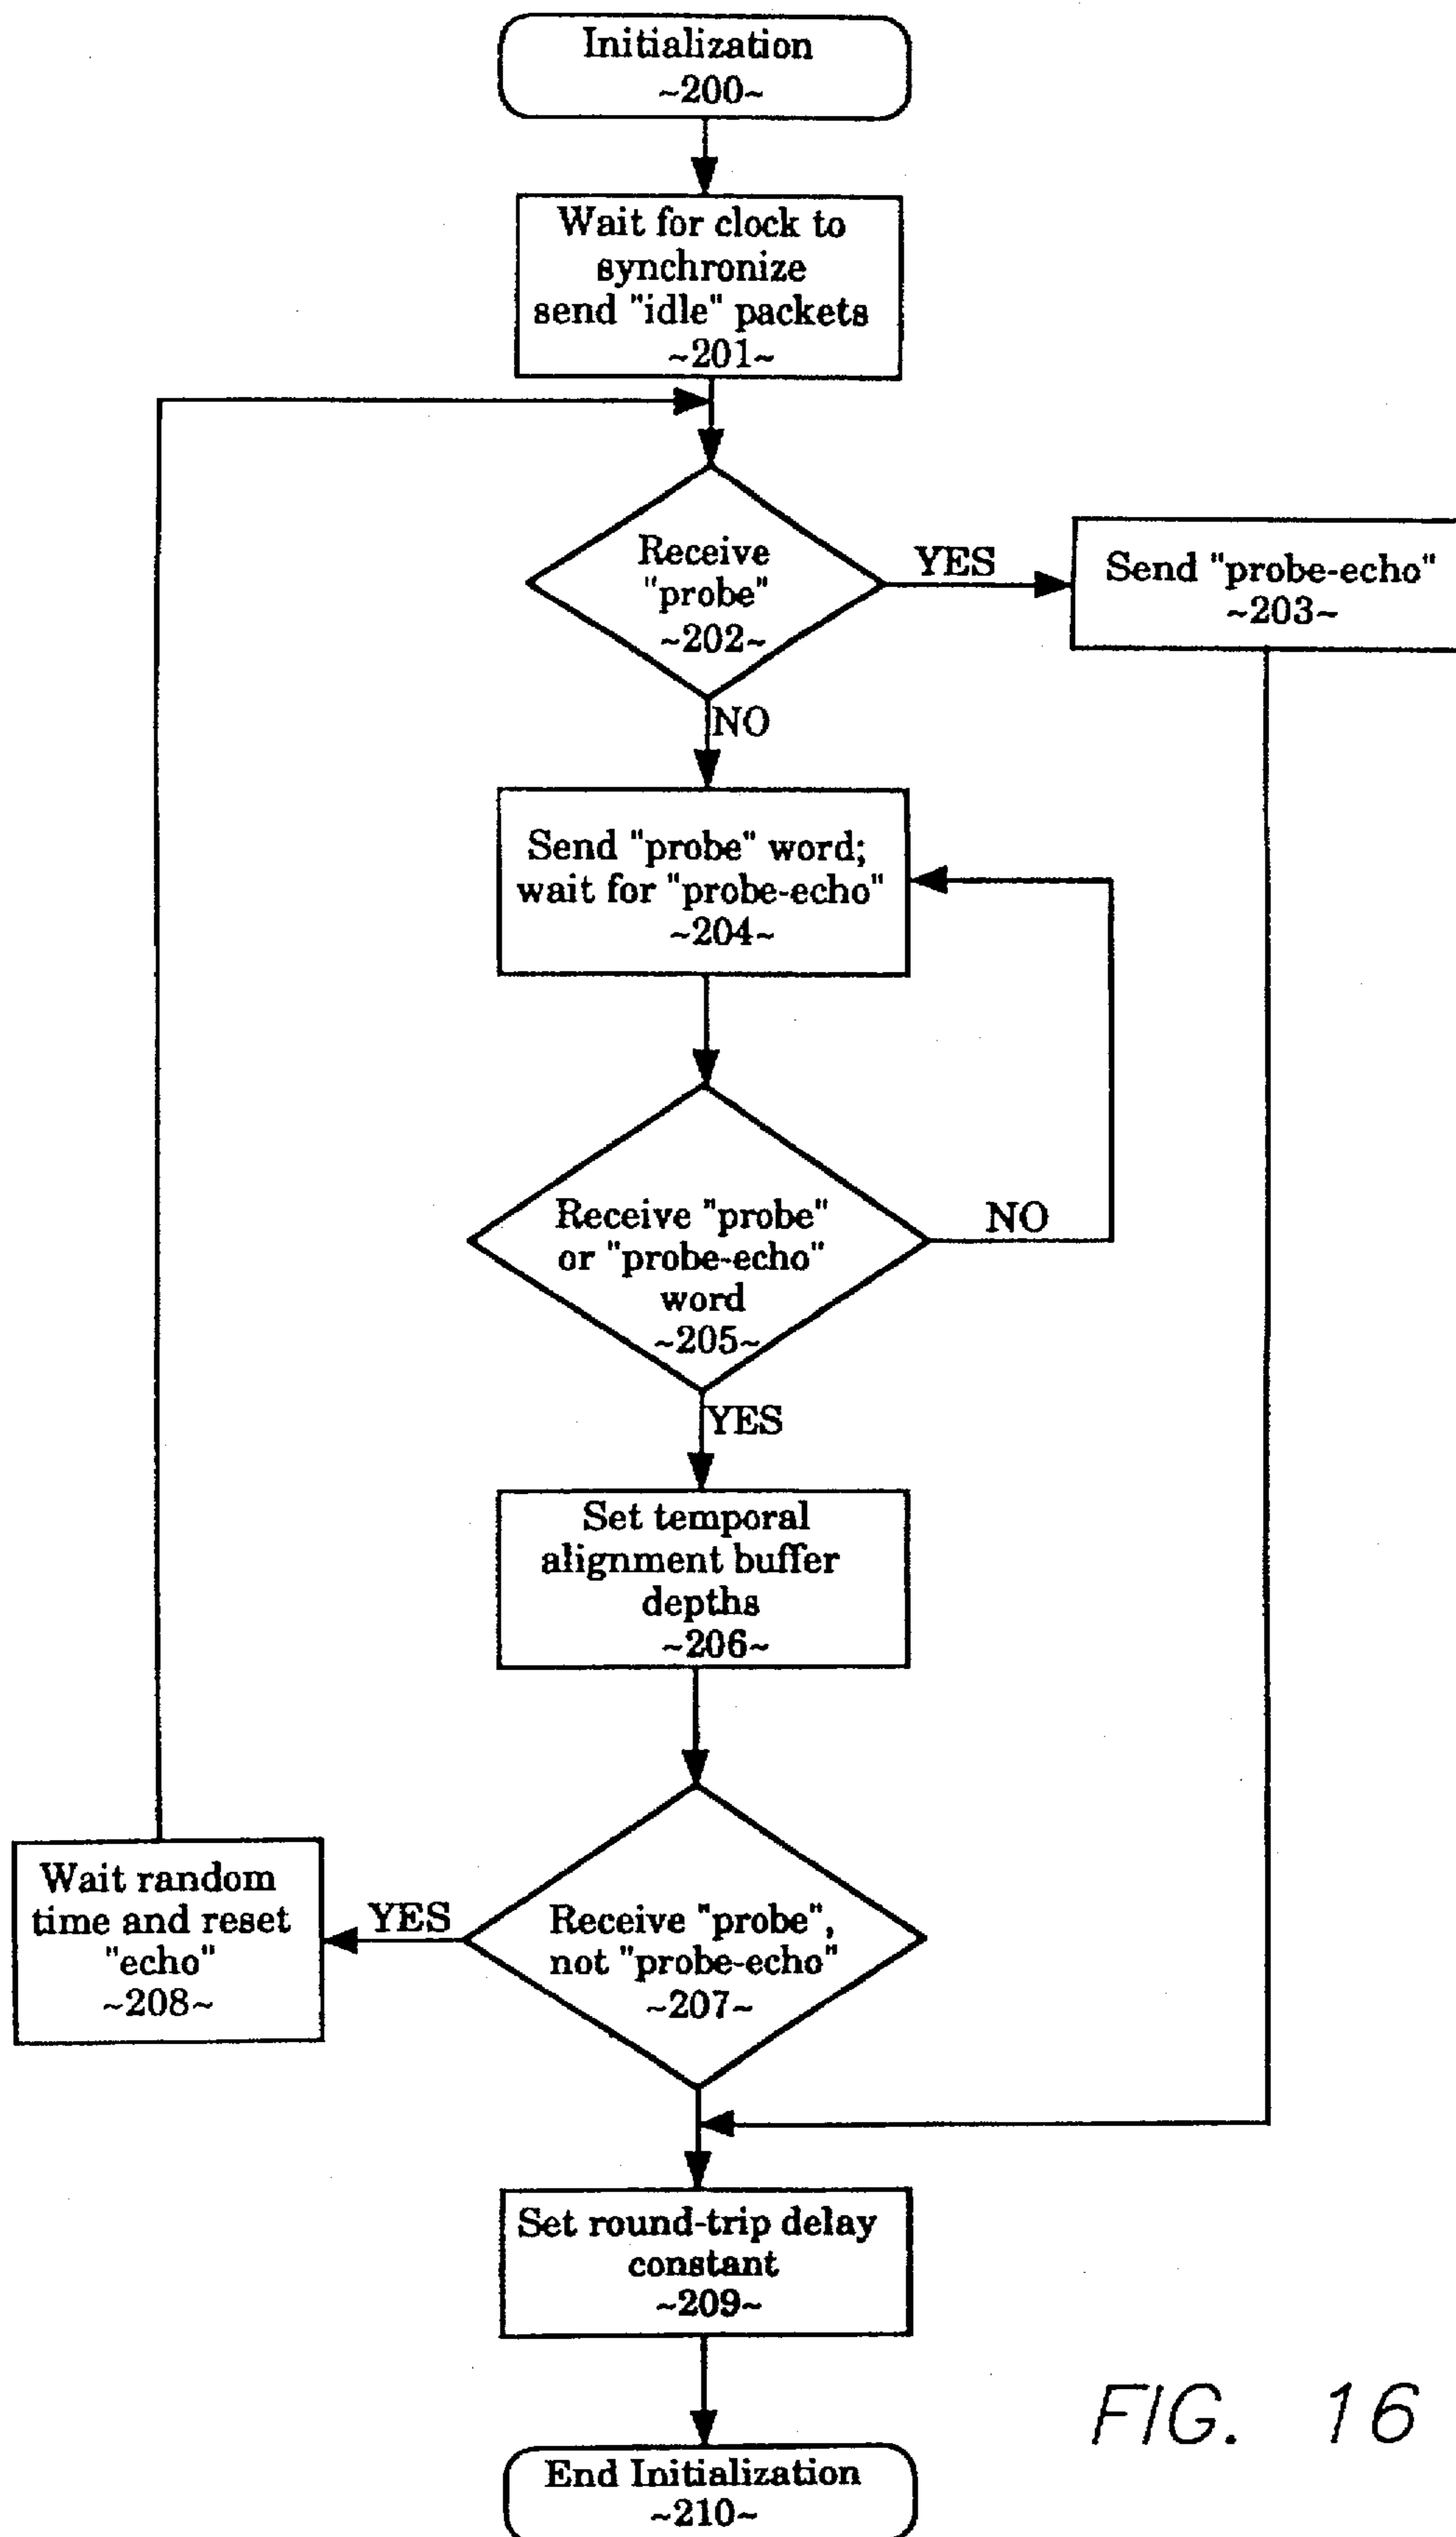 Initialization
~200~
Wait for clock to
synchronize
send "idle" packets
~201~
Receive
"probe"
~202~
YES
Send "probe-echo"
~203~
NO
Send "probe" word;
wait for "probe-echo"
~204~
Receive "probe"
or "probe-echo"
word
~205~
NO
YES
Set temporal
alignment buffer
depths
~206~
Wait random
time and reset
"echo"
~208~
YES
Receive "probe",
not "probe-echo"
~207~
Set round-trip delay
constant
~209~
End Initialization
~210~
FIG. 16